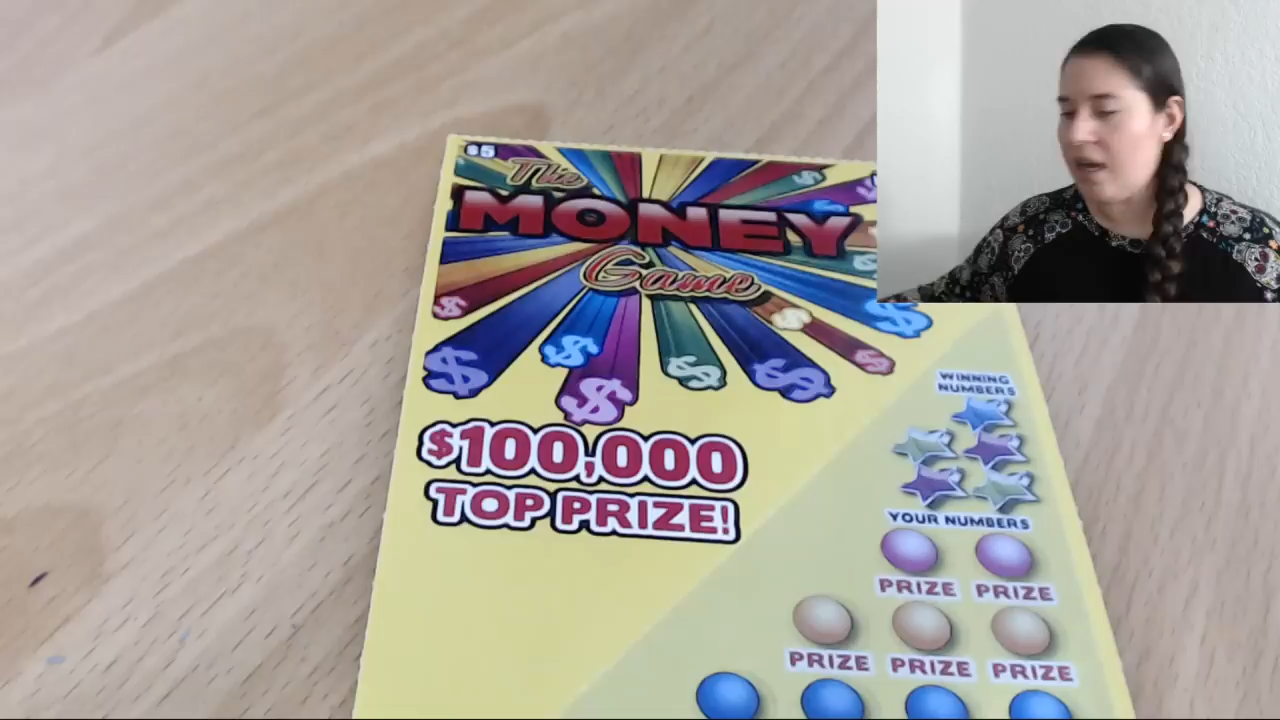 $5
The
MONEY
Game
$100,000
TOP PRIZE!
WINNING
NUMBERS
YOUR NUMBERS
PRIZE PRIZE
PRIZE PRIZE PRIZE